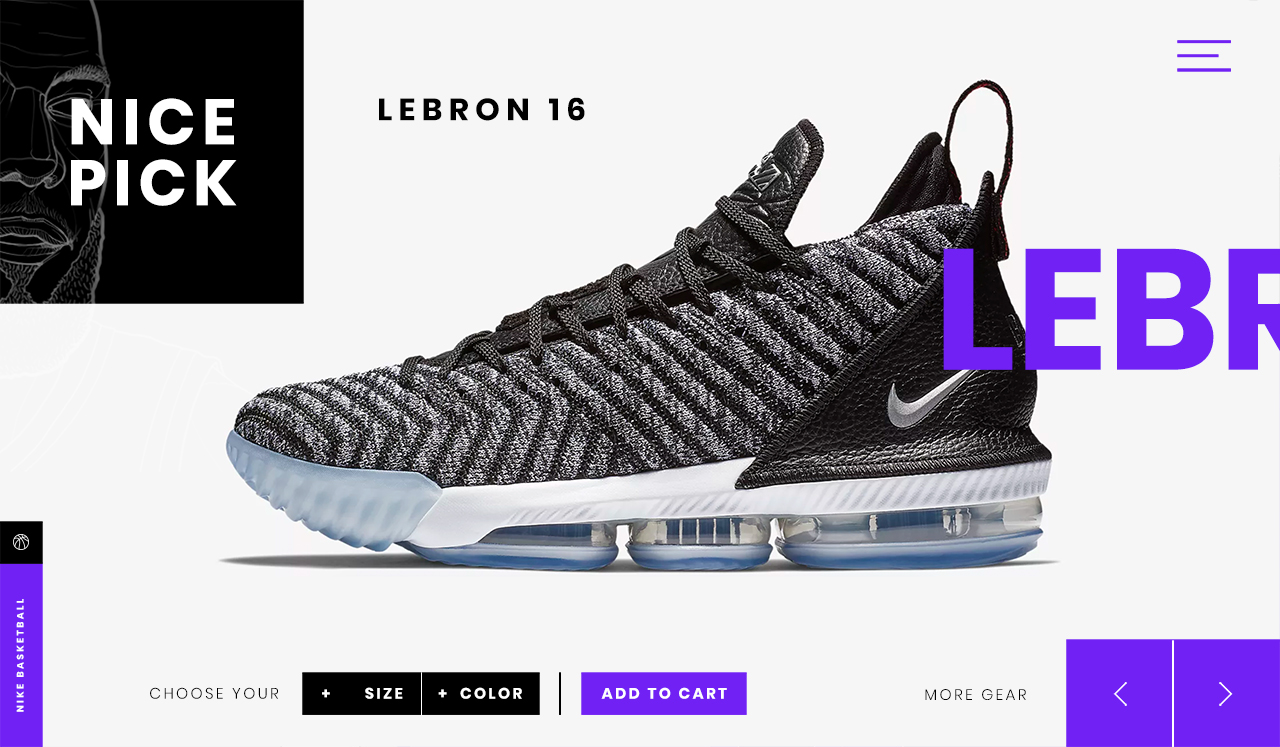 NICE
PICK
LEBRON 16
LEBR
NIKE BASKETBALL
CHOOSE YOUR
+ SIZE
+ COLOR
ADD TO CART
MORE GEAR